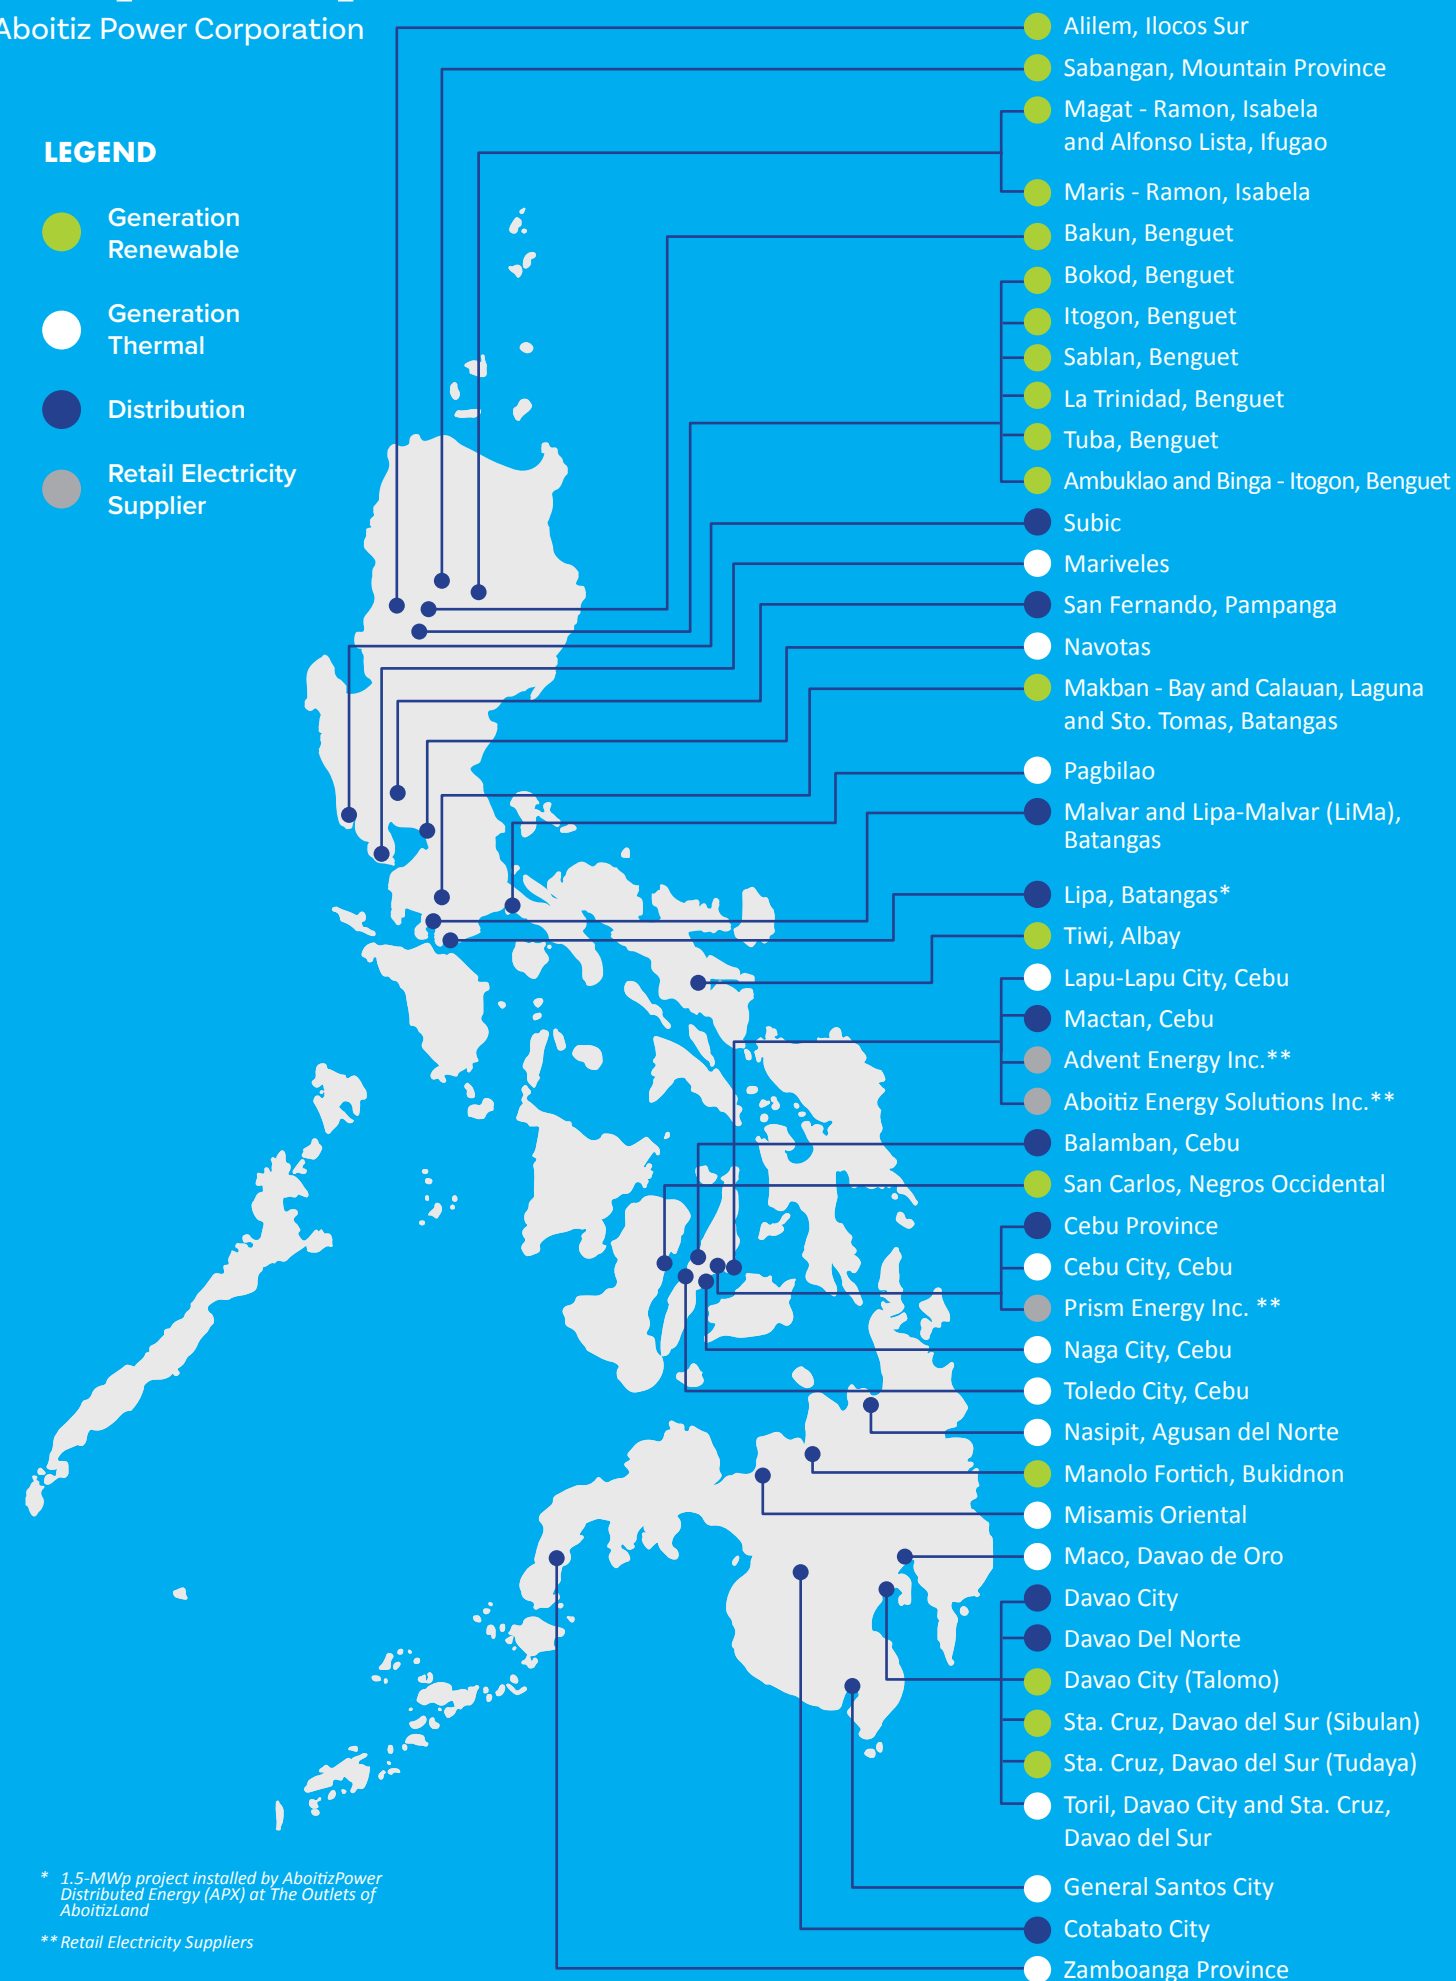 Aboitiz Power Corporation
LEGEND
Generation
Renewable
Generation
Thermal
Distribution
Retail Electricity
Supplier
Alilem, Ilocos Sur
Sabangan, Mountain Province
Magat - Ramon, Isabela
and Alfonso Lista, Ifugao
Maris - Ramon, Isabela
Bakun, Benguet
Bokod, Benguet
Itogon, Benguet
Sablan, Benguet
La Trinidad, Benguet
Tuba, Benguet
Ambuklao and Binga - Itogon, Benguet
Subic
Mariveles
San Fernando, Pampanga
Navotas
Makban - Bay and Calauan, Laguna
and Sto. Tomas, Batangas
Pagbilao
Malvar and Lipa-Malvar (LiMa),
Batangas
Lipa, Batangas*
Tiwi, Albay
Lapu-Lapu City, Cebu
Mactan, Cebu
Advent Energy Inc.**
Aboitiz Energy Solutions Inc.**
Balamban, Cebu
San Carlos, Negros Occidental
Cebu Province
Cebu City, Cebu
Prism Energy Inc. **
Naga City, Cebu
Toledo City, Cebu
Nasipit, Agusan del Norte
Manolo Fortich, Bukidnon
Misamis Oriental
Maco, Davao de Oro
Davao City
Davao Del Norte
Davao City (Talomo)
Sta. Cruz, Davao del Sur (Sibulan)
Sta. Cruz, Davao del Sur (Tudaya)
Toril, Davao City and Sta. Cruz,
Davao del Sur
General Santos City
Cotabato City
Zamboanga Province
* 1.5-MWp project installed by AboitizPower
Distributed Energy (APX) at The Outlets of
AboitizLand
** Retail Electricity Suppliers